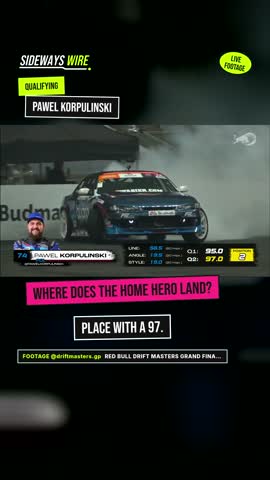 SIDEWAYS WIRE.
LIVE
FOOTAGE
QUALIFYING
PAWEL KORPULINSKI
Budmat
74 PAWEL KORPULINSKI
LINE: 58.5
ANGLE: 19.5
STYLE: 19.0
Q1: 95.0
Q2: 97.0
POSITION
2
WHERE DOES THE HOME HERO LAND?
PLACE WITH A 97.
FOOTAGE @driftmasters.gp RED BULL DRIFT MASTERS GRAND FINA...